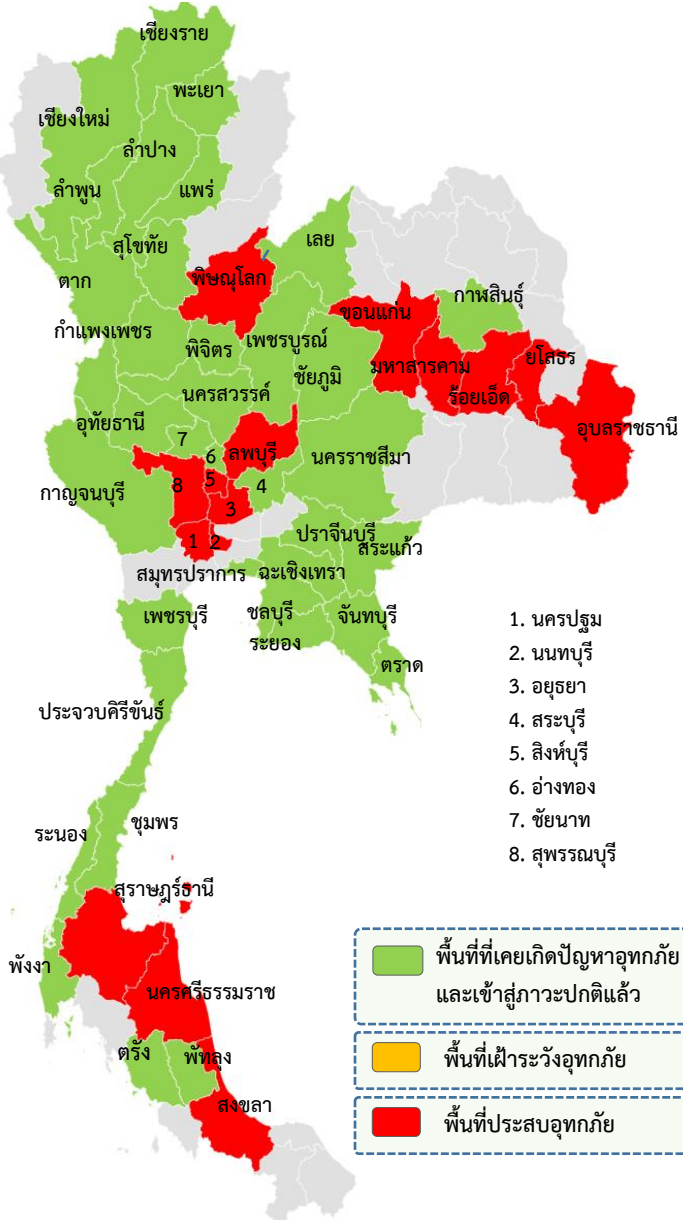 เชียงราย
พะเยา
เชียงใหม่
ลำปาง
ลำพูน
แพร่
สุโขทัย
เลย
ตาก
พิษณุโลก
กาฬสินธุ์
ขอนแก่น
กำแพงเพชร
เพชรบูรณ์
พิจิตร
มหาสารคาม
ยโสธร
ชัยภูมิ
นครสวรรค์
ร้อยเอ็ด
อุทัยธานี
อุบลราชธานี
7
6
ลพบุรี
นครราชสีมา
5
8
4
กาญจนบุรี
3
ปราจีนบุรี
1
2
สระแก้ว
สมุทรปราการ
ฉะเชิงเทรา
เพชรบุรี
ชลบุรี
จันทบุรี
ระยอง
ตราด
1. นครปฐม
2. นนทบุรี
3. อยุธยา
4. สระบุรี
5. สิงห์บุรี
6. อ่างทอง
7. ชัยนาท
8. สุพรรณบุรี
ประจวบคิรีขันธ์
ชุมพร
ระนอง
สุราษฎร์ธานี
พังงา
นครศรีธรรมราช
ตรัง
พัทลุง
สงขลา
พื้นที่ที่เคยเกิดปัญหาอุทกภัย
และเข้าสู่ภาวะปกติแล้ว
พื้นที่เฝ้าระวังอุทกภัย
พื้นที่ประสบอุทกภัย